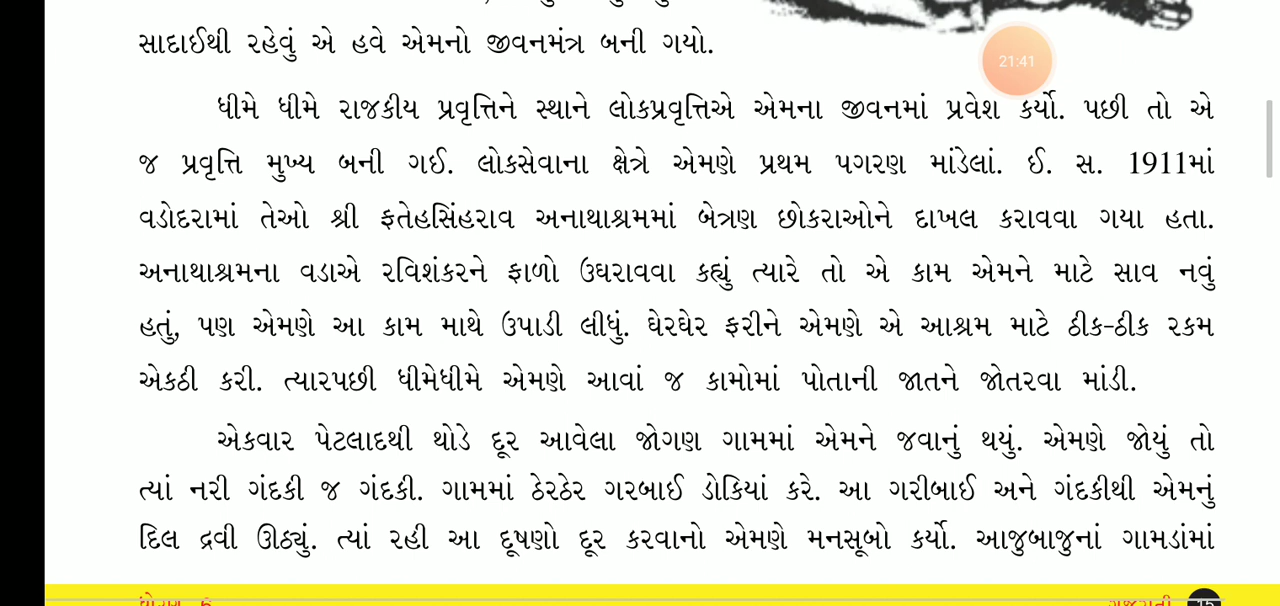 સાદાઈથી રહેવું એ હવે એમનો જીવનમંત્ર બની ગયો.
21:41
ધીમે ધીમે રાજકીય પ્રવૃત્તિને સ્થાને લોકપ્રવૃત્તિએ એમના જીવનમાં પ્રવેશ કર્યો. પછી તો એ
જ પ્રવૃત્તિ મુખ્ય બની ગઈ. લોકસેવાના ક્ષેત્રે એમણે પ્રથમ પગરણ માંડેલાં. ઈ. સ. 1911માં
વડોદરામાં તેઓ શ્રી ફતેહસિંહરાવ અનાથાશ્રમમાં બેત્રણ છોકરાઓને દાખલ કરાવવા ગયા હતા.
અનાથાશ્રમના વડાએ રવિશંકરને ફાળો ઉઘરાવવા કહ્યું ત્યારે તો એ કામ એમને માટે સાવ નવું
હતું, પણ એમણે આ કામ માથે ઉપાડી લીધું. ઘેરઘેર ફરીને એમણે એ આશ્રમ માટે ઠીક-ઠીક રકમ
એકઠી કરી. ત્યારપછી ધીમેધીમે એમણે આવાં જ કામોમાં પોતાની જાતને જોતરવા માંડી.
એકવાર પેટલાદથી થોડે દૂર આવેલા જોગણ ગામમાં એમને જવાનું થયું. એમણે જોયું તો
ત્યાં નરી ગંદકી જ ગંદકી. ગામમાં ઠેરઠેર ગરબાઈ ડોકિયાં કરે. આ ગરીબાઈ અને ગંદકીથી એમનું
દિલ દ્રવી ઊઠ્યું. ત્યાં રહી આ દૂષણો દૂર કરવાનો એમણે મનસૂબો કર્યો. આજુબાજુનાં ગામડાંમાં